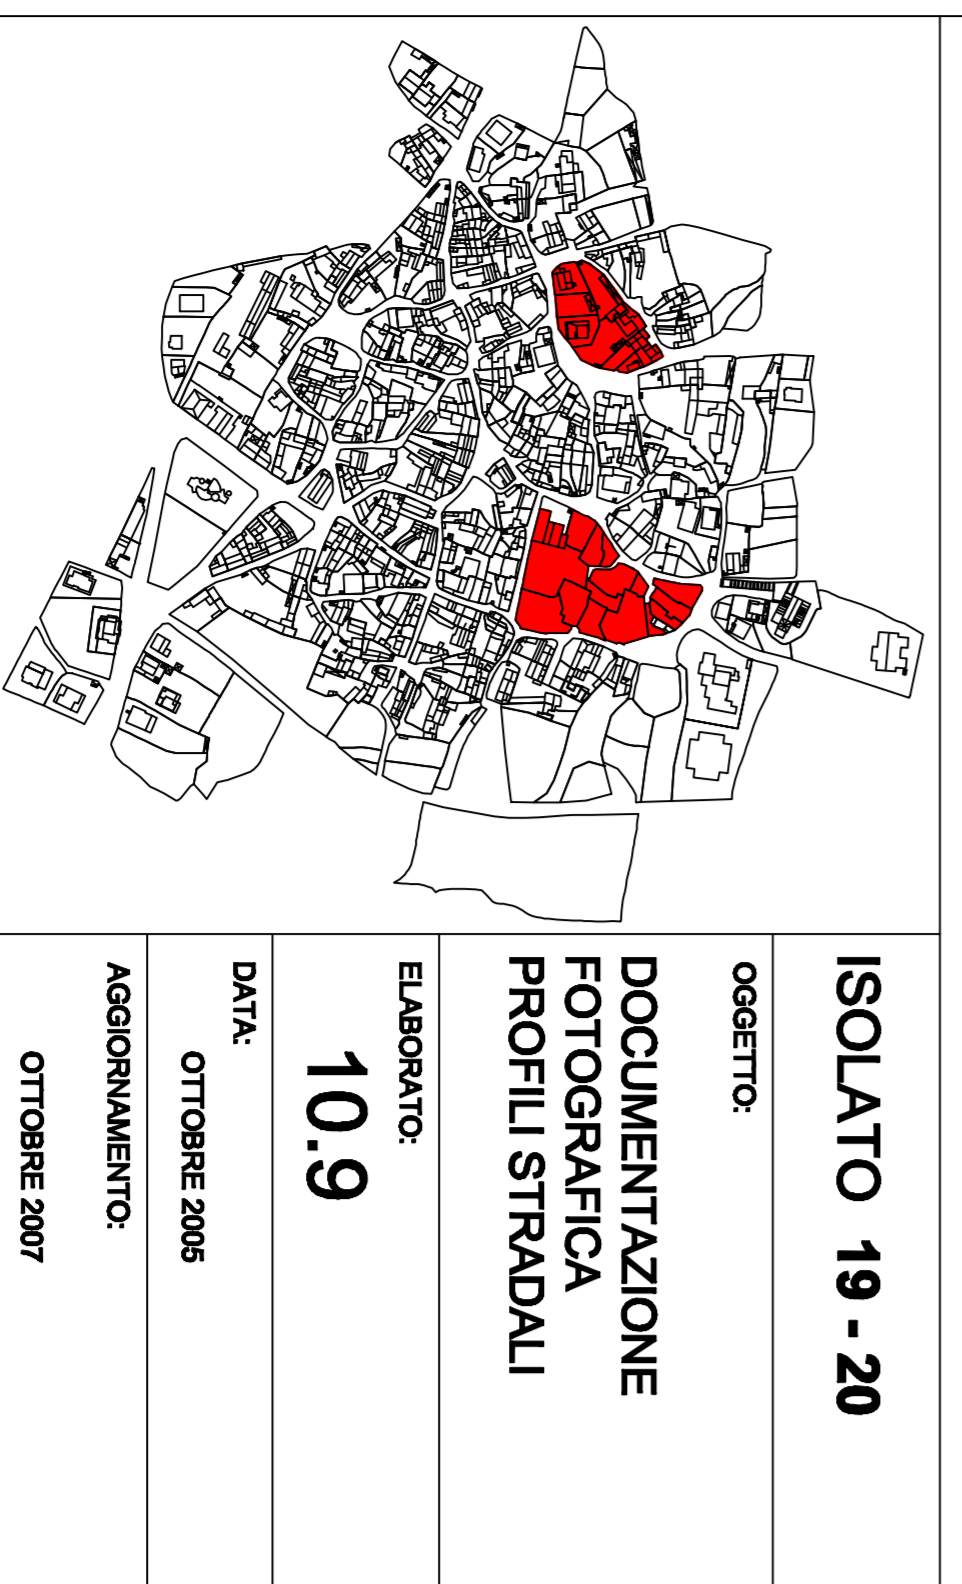 ISOLATO 19 - 20
OGGETTO:
DOCUMENTAZIONE
FOTOGRAFICA
PROFILI STRADALI
ELABORATO:
10.9
DATA:
OTTOBRE 2005
AGGIORNAMENTO:
OTTOBRE 2007